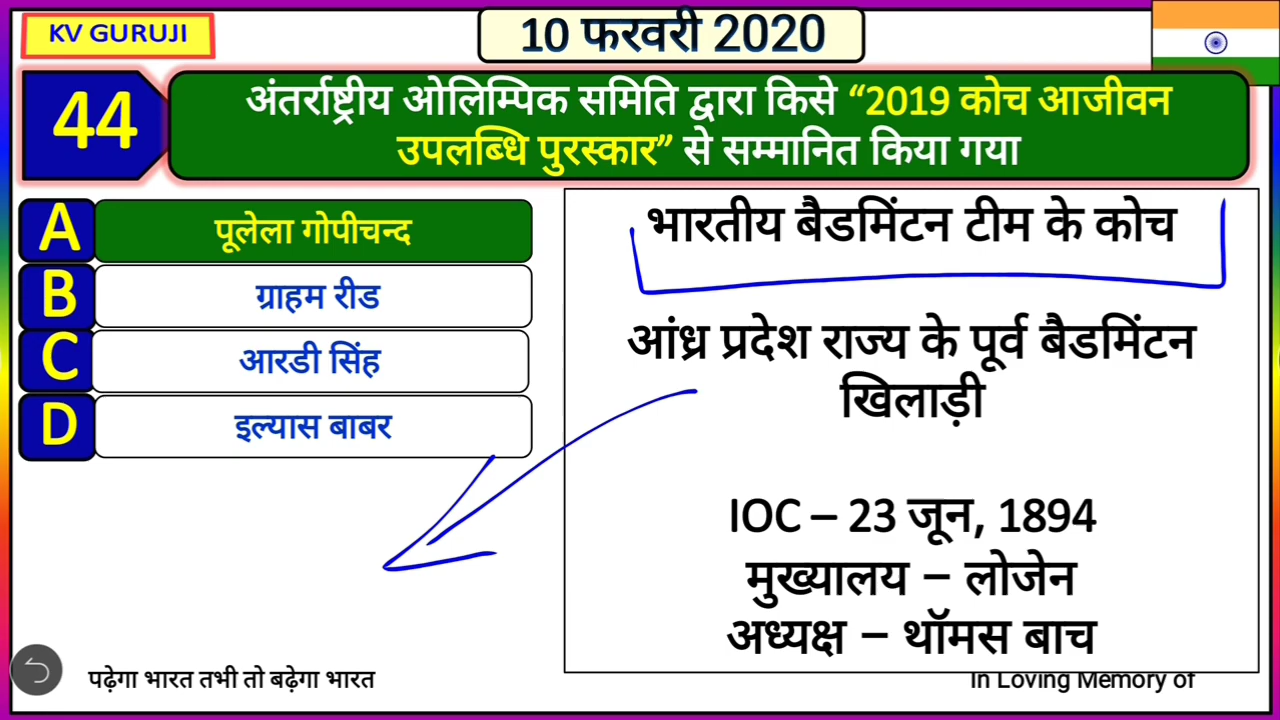 KV GURUJI
10 फरवरी 2020
44
अंतर्राष्ट्रीय ओलिम्पिक समिति द्वारा किसे “2019 कोच आजीवन
उपलब्धि पुरस्कार” से सम्मानित किया गया
A पूलेला गोपीचन्द
B ग्राहम रीड
C आरडी सिंह
D इल्यास बाबर
भारतीय बैडमिंटन टीम के कोच
आंध्र प्रदेश राज्य के पूर्व बैडमिंटन
खिलाड़ी
IOC – 23 जून, 1894
मुख्यालय – लोजेन
अध्यक्ष – थॉमस बाच
पढ़ेगा भारत तभी तो बढ़ेगा भारत
In Loving Memory of